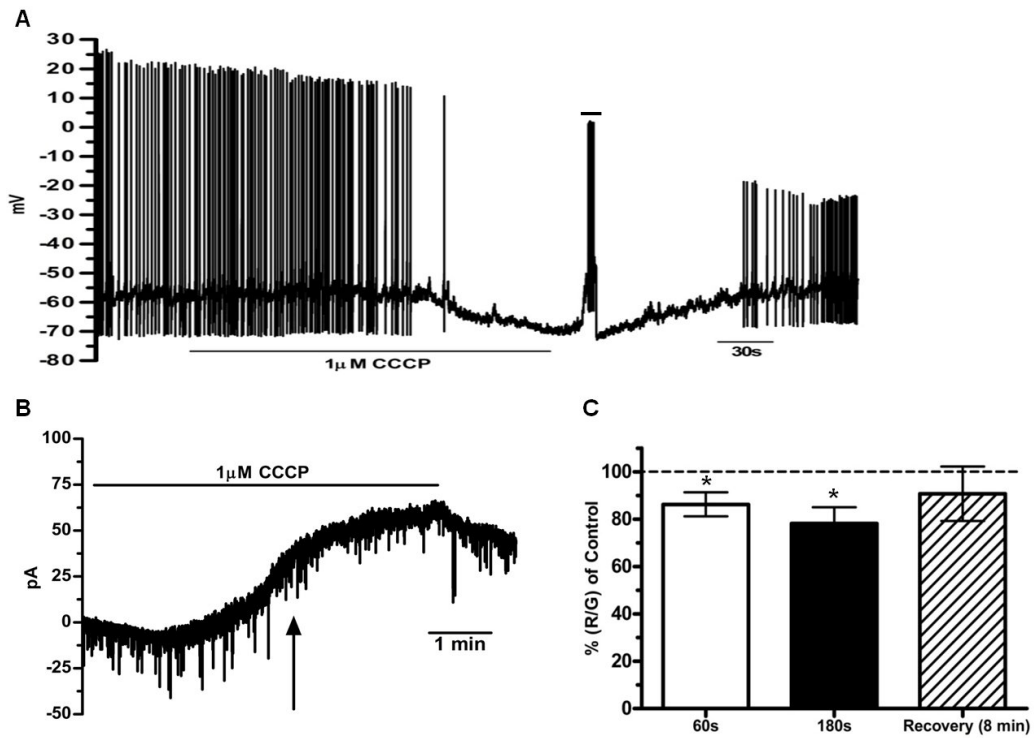 A
30
20
10
0
-10
-20
-30
-40
-50
-60
-70
-80
mV
1μM CCCP
30s
B
100
75
50
25
0
-25
-50
pA
1μM CCCP
1 min
C
100
80
60
40
20
0
% (R/G) of Control
*
*
60s
180s
Recovery (8 min)